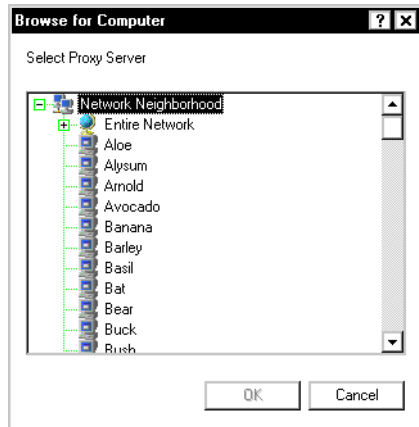 Browse for Computer
Select Proxy Server
Network Neighborhood
Entire Network
Aloe
Alysum
Arnold
Avocado
Banana
Barley
Basil
Bat
Bear
Buck
Bush
OK
Cancel